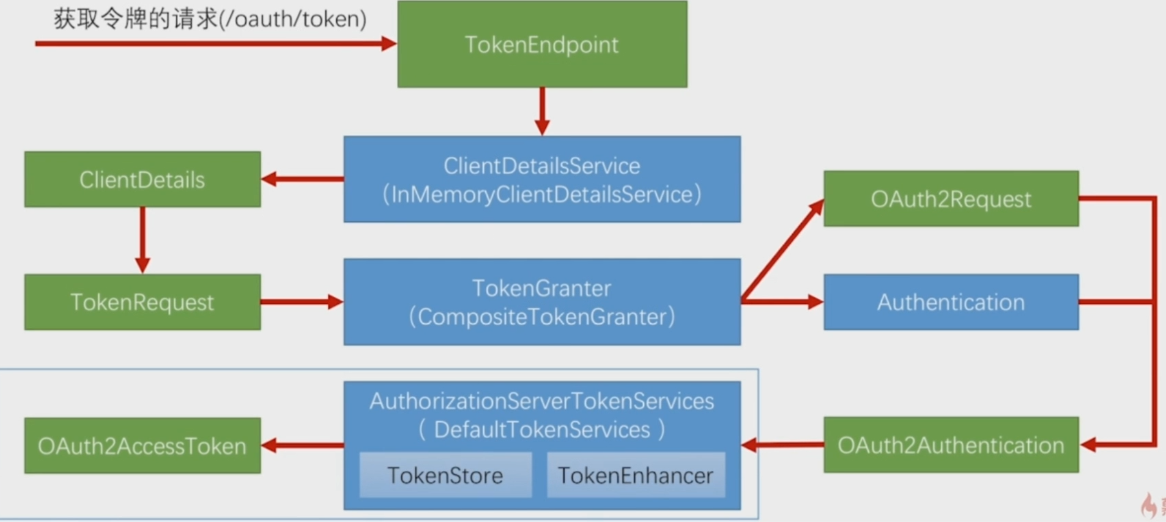 获取令牌的请求(/oauth/token)
TokenEndpoint
ClientDetails
ClientDetailsService
（InMemoryClientDetailsService）
OAuth2Request
TokenRequest
TokenGranter
（CompositeTokenGranter）
Authentication
OAuth2AccessToken
AuthorizationServerTokenServices
（ DefaultTokenServices ）
TokenStore
TokenEnhancer
OAuth2Authentication